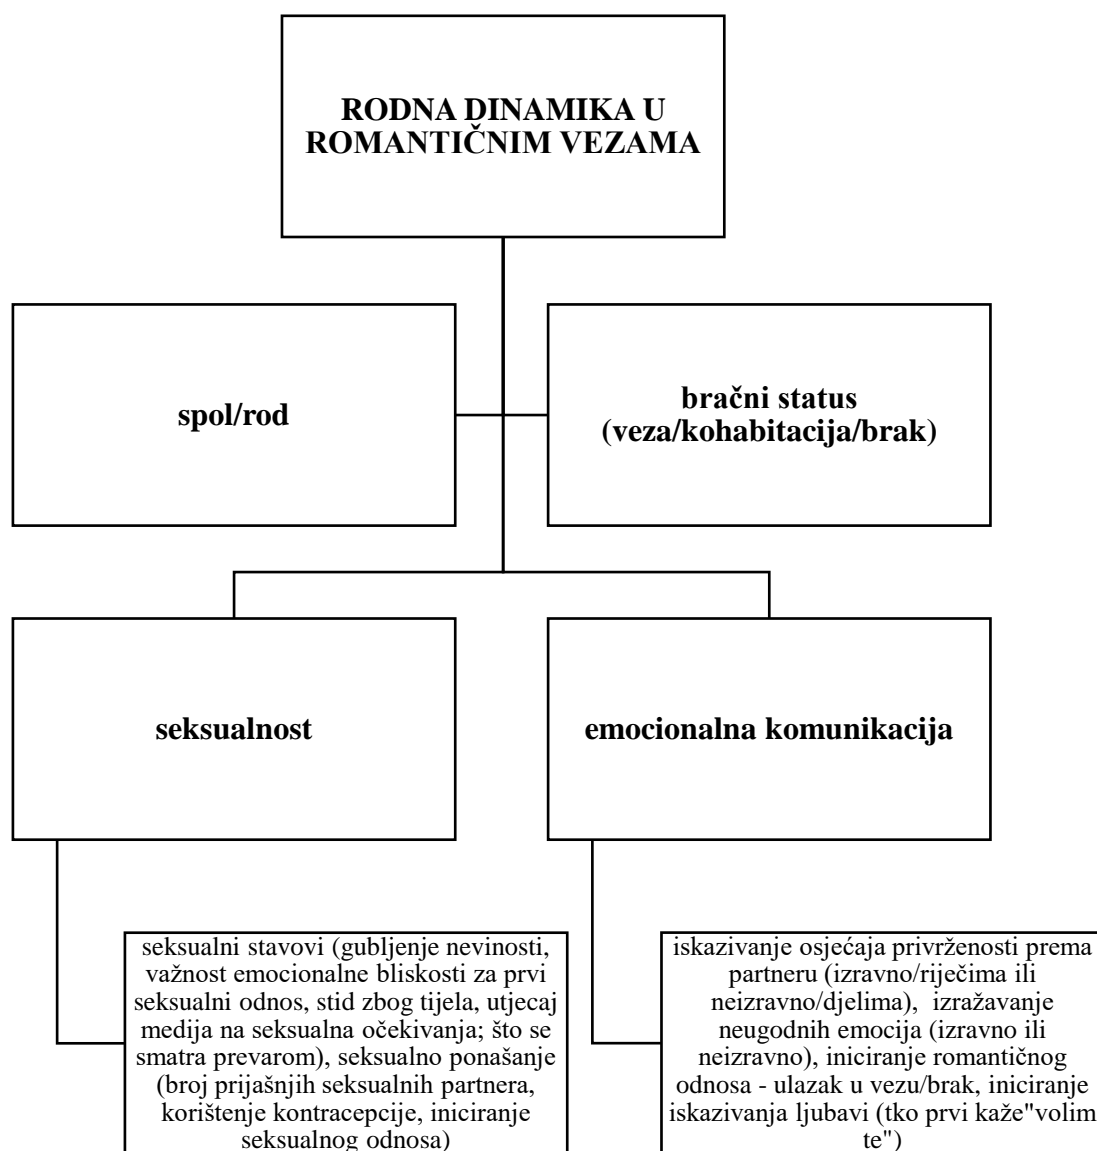 RODNA DINAMIKA U
ROMANTIČNIM VEZAMA
spol/rod
bračni status
(veza/kohabitacija/brak)
seksualnost
emocionalna komunikacija
seksualni stavovi (gubljenje nevinosti,
važnost emocionalne bliskosti za prvi
seksualni odnos, stid zbog tijela, utjecaj
medija na seksualna očekivanja; što se
smatra prevarom), seksualno ponašanje
(broj prijašnjih seksualnih partnera,
korištenje kontracepcije, iniciranje
seksualnog odnosa)
iskazivanje osjećaja privrženosti prema
partneru (izravno/riječima ili
neizravno/djelima),  izražavanje
neugodnih emocija (izravno ili
neizravno), iniciranje romantičnog
odnosa - ulazak u vezu/brak, iniciranje
iskazivanja ljubavi (tko prvi kaže"volim
te")